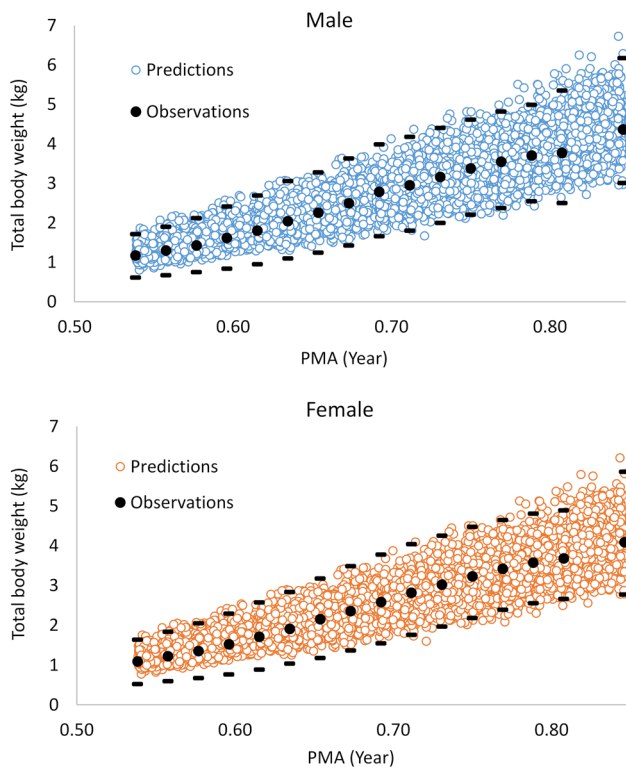 Male
7
6
5
4
3
2
1
0
Total body weight (kg)
Predictions
Observations
0.50 0.60 0.70 0.80
PMA (Year)
Female
7
6
5
4
3
2
1
0
Total body weight (kg)
Predictions
Observations
0.50 0.60 0.70 0.80
PMA (Year)